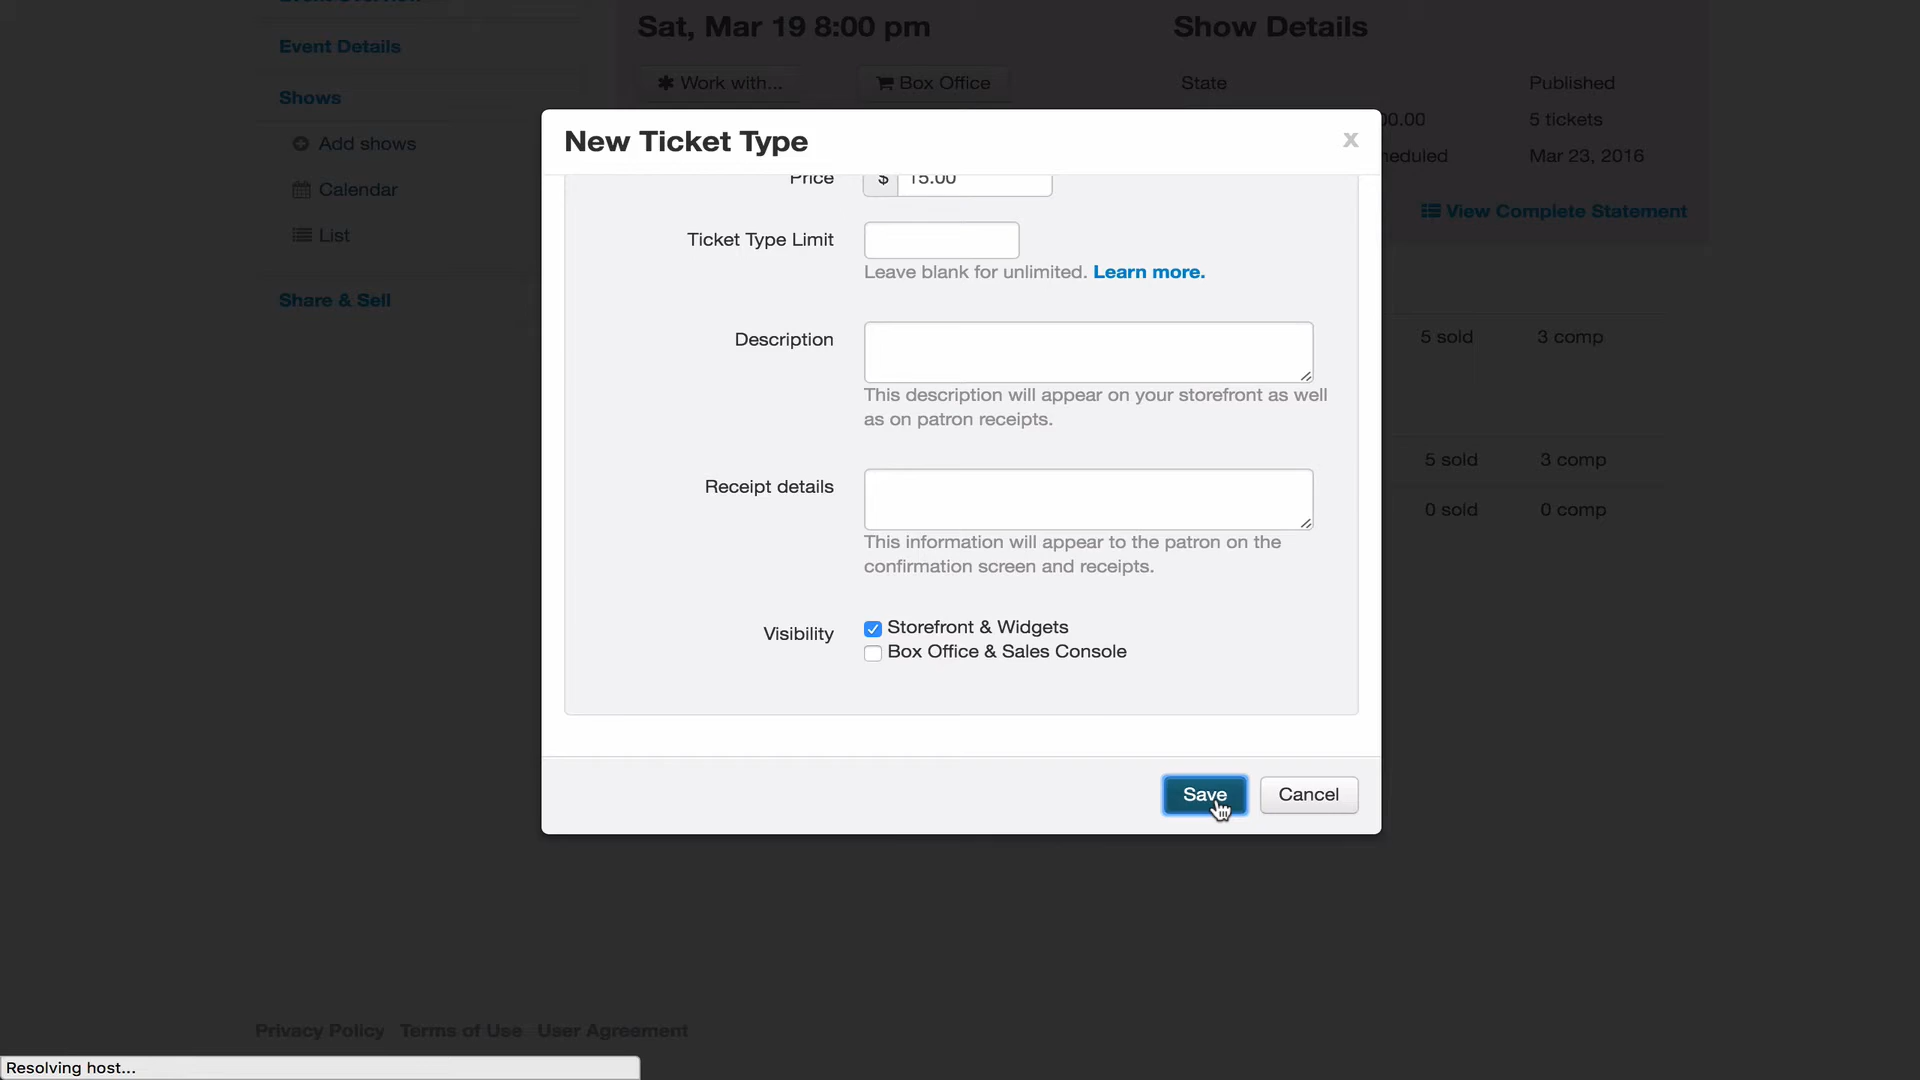 Sat, Mar 19 8:00 pm
Show Details
Event Details
Work with...
Box Office
State
Published
Shows
00.00
5 tickets
Add shows
Mar 23, 2016
Calendar
View Complete Statement
List
Share & Sell
New Ticket Type
x
Price
$ 15.00
Ticket Type Limit
Leave blank for unlimited. Learn more.
Description
This description will appear on your storefront as well
as on patron receipts.
Receipt details
This information will appear to the patron on the
confirmation screen and receipts.
Visibility
Storefront & Widgets
Box Office & Sales Console
Save
Cancel
5 sold
3 comp
5 sold
3 comp
0 sold
0 comp
Privacy Policy Terms of Use User Agreement
Resolving host...